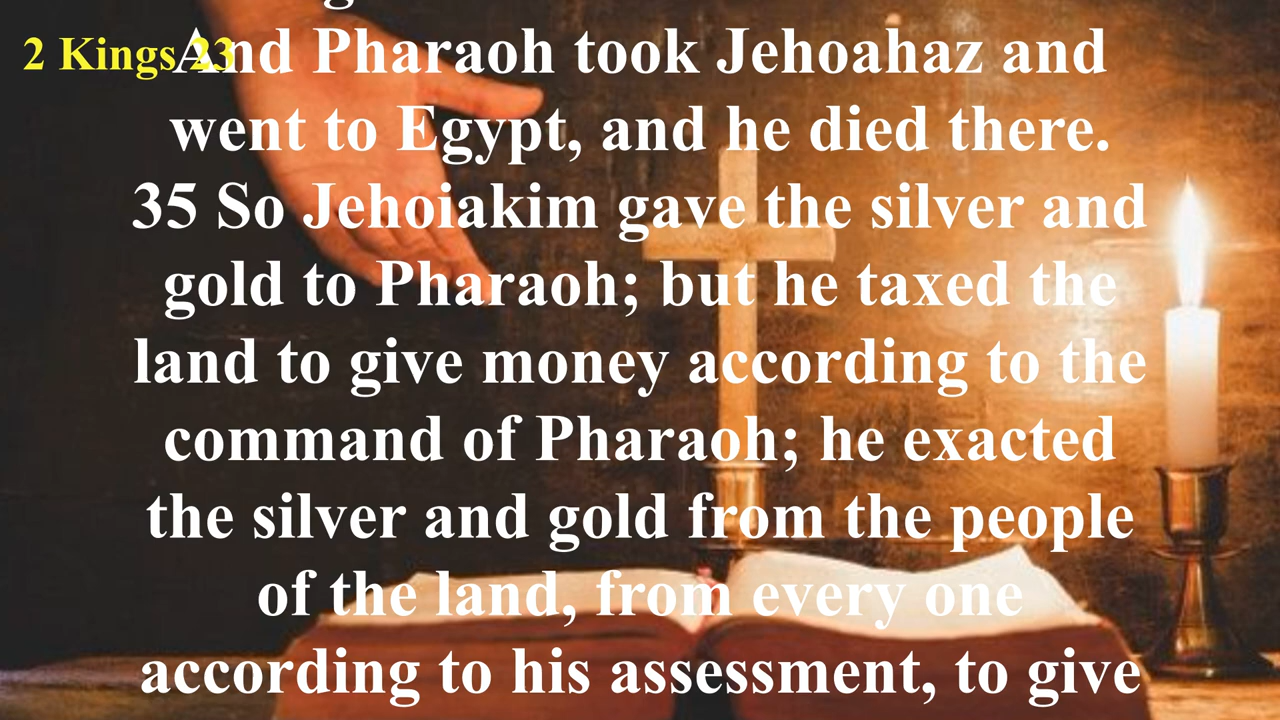 2 Kings 23
And Pharaoh took Jehoahaz and
went to Egypt, and he died there.
35 So Jehoiakim gave the silver and
gold to Pharaoh; but he taxed the
land to give money according to the
command of Pharaoh; he exacted
the silver and gold from the people
of the land, from every one
according to his assessment, to give